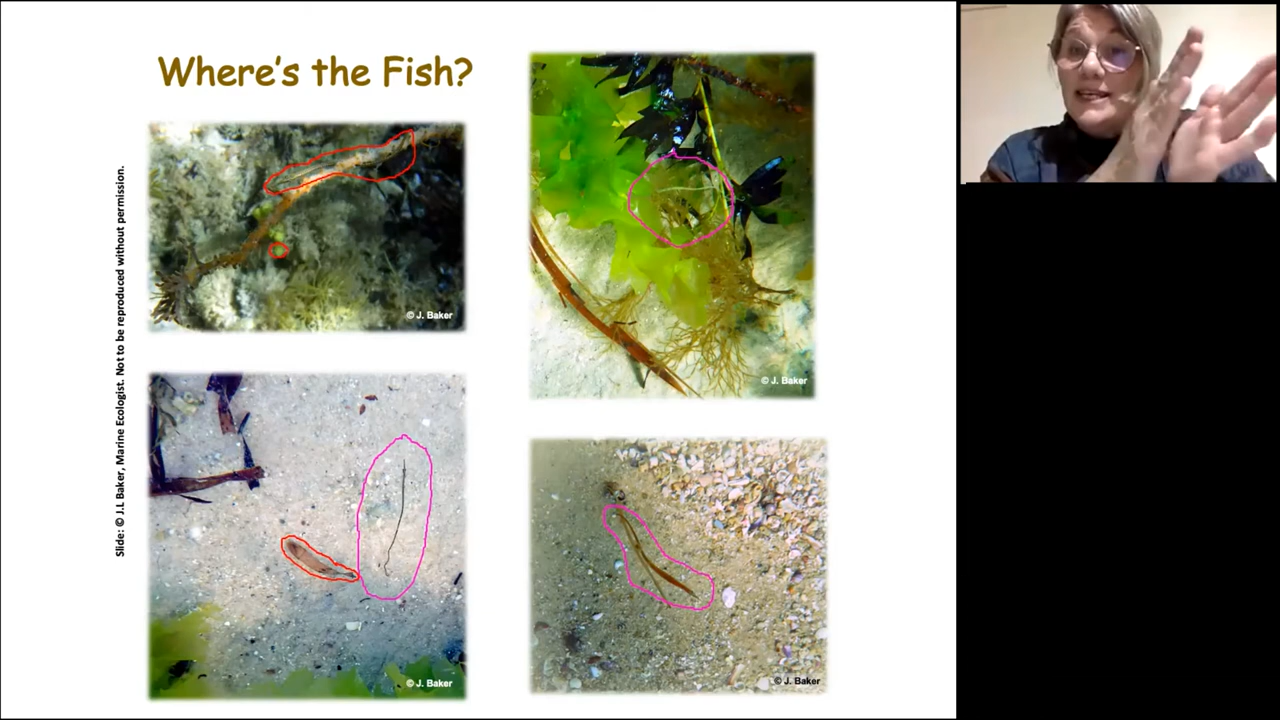 Where's the Fish?
Slide: © J.L Baker, Marine Ecologist. Not to be reproduced without permission.
© J. Baker
© J. Baker
© J. Baker
© J. Baker